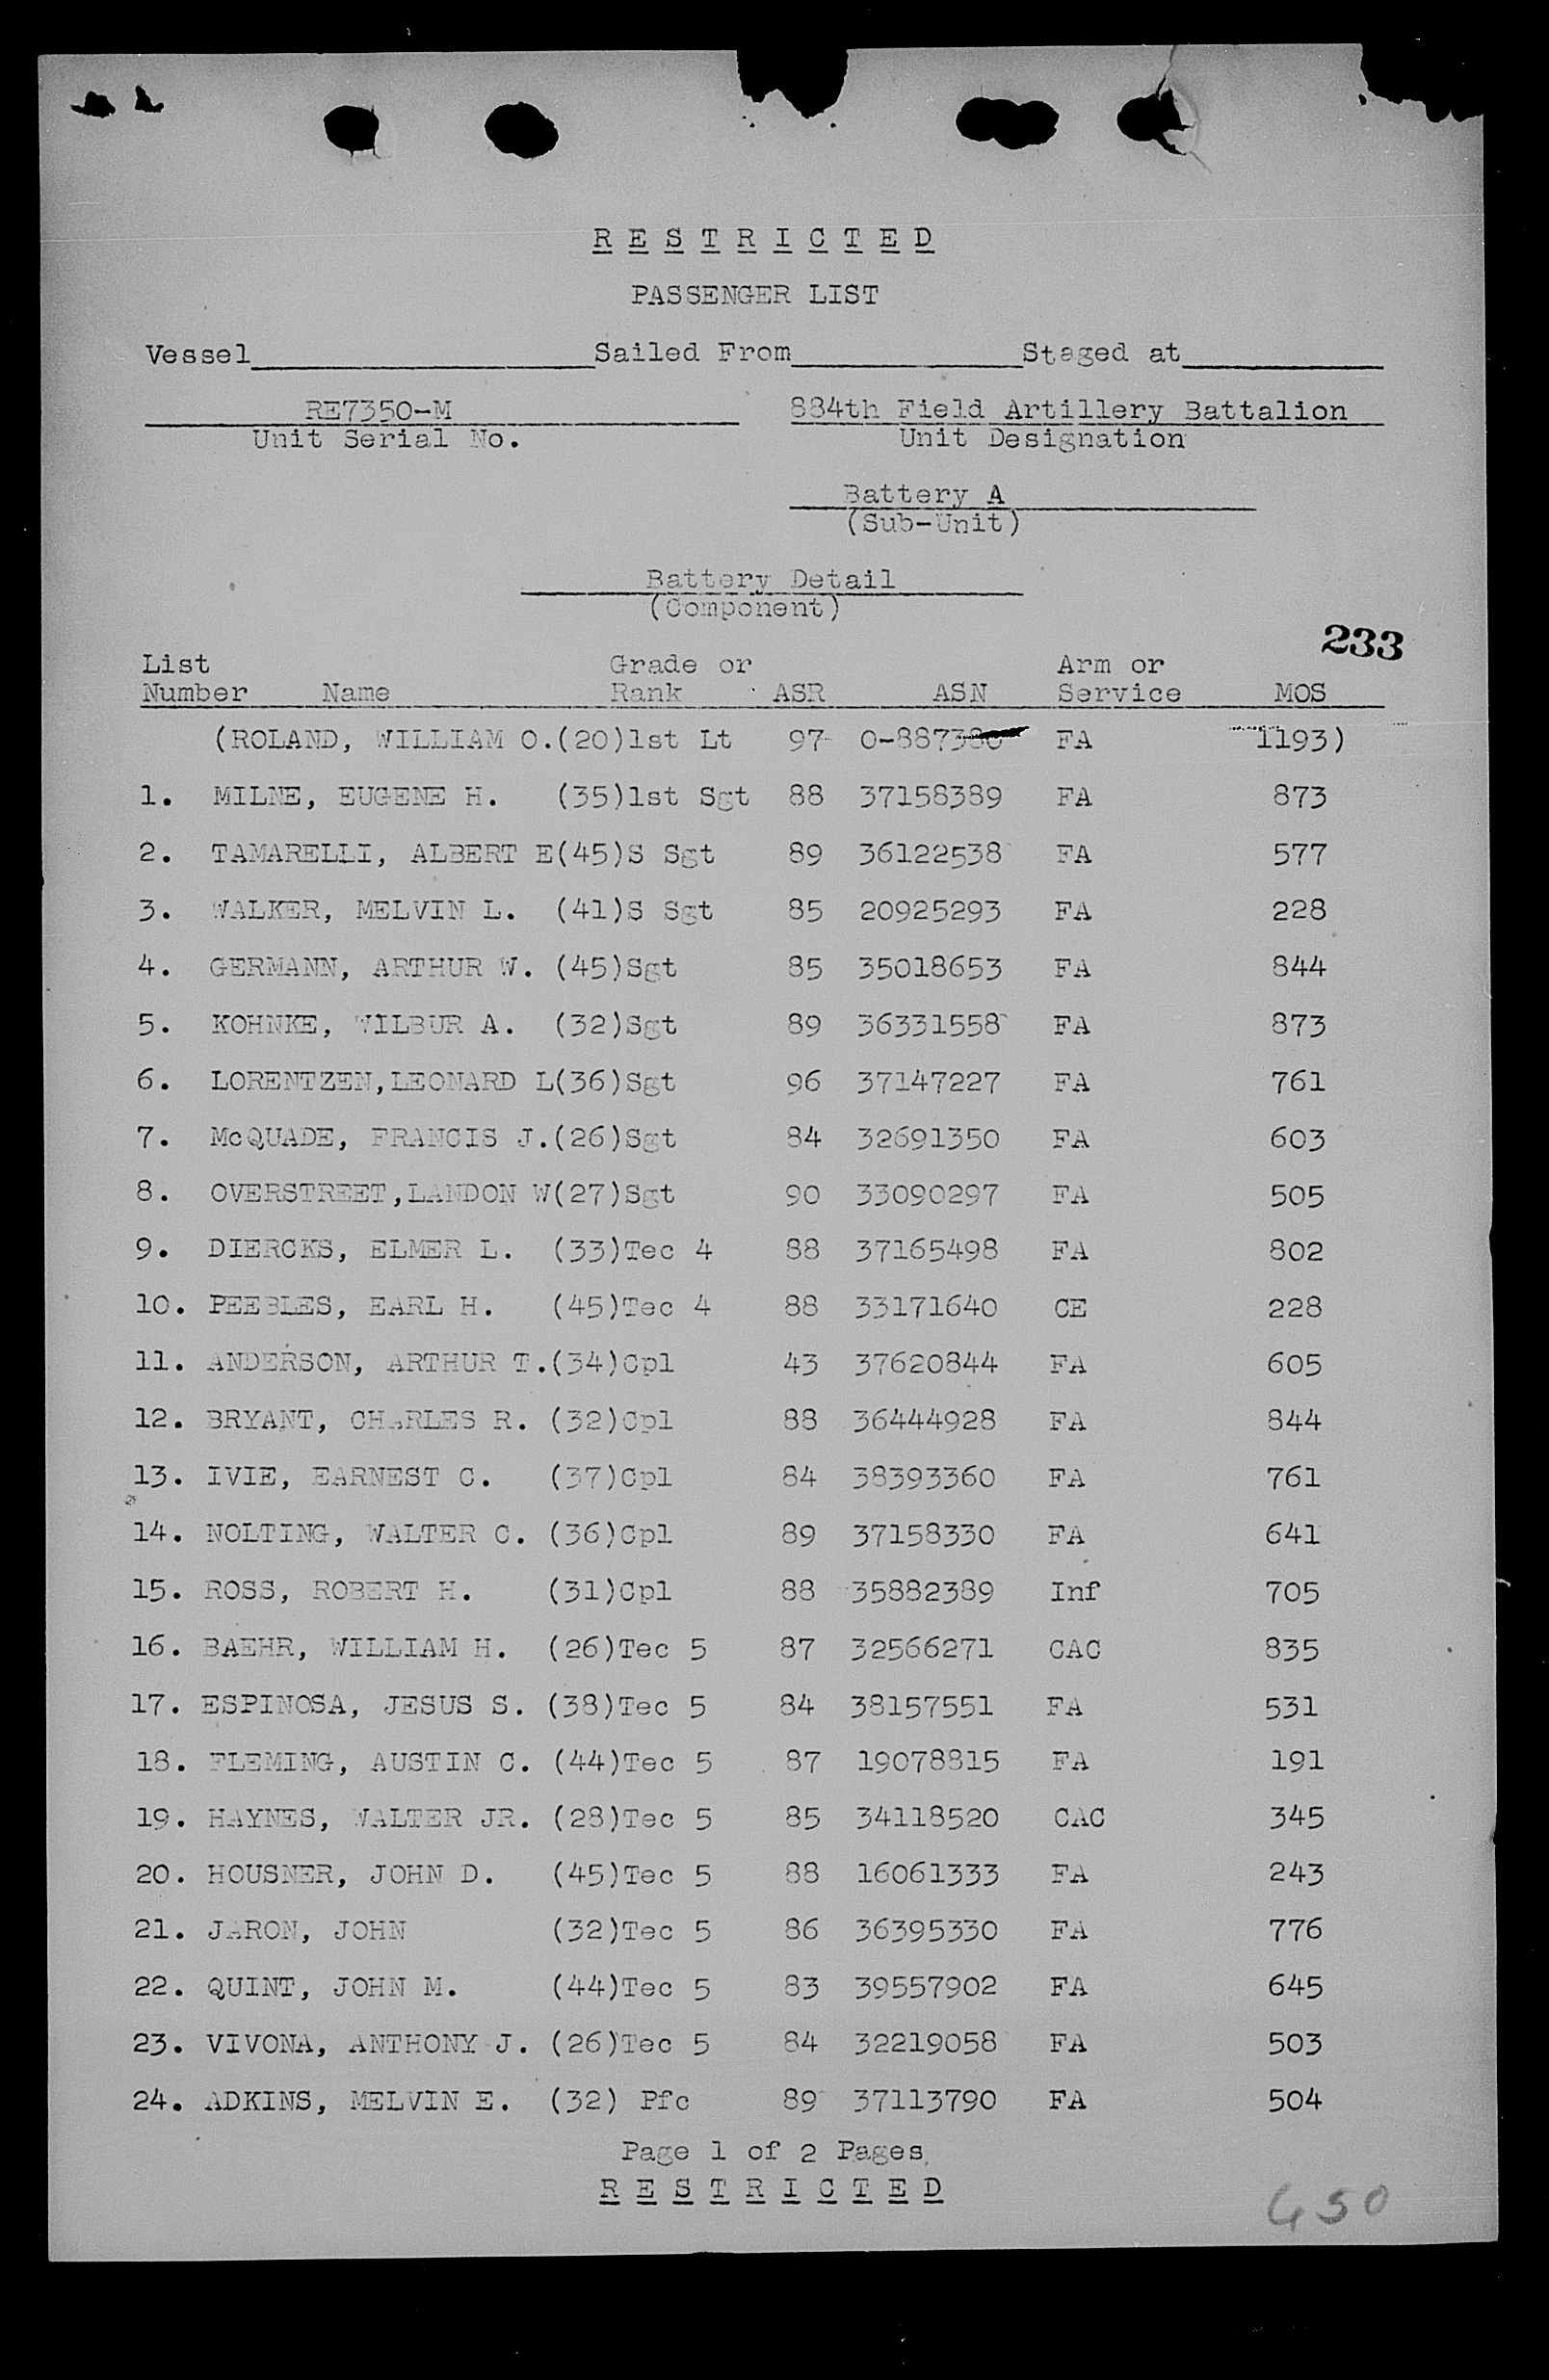 R E S T R I C T E D
PASSENGER LIST
Vessel Sailed From Staged at
RE7350-M 884th Field Artillery Battalion
Unit Serial No. Unit Designation
Battery A
(Sub-Unit)
Battery Detail
(Component)
233
List Grade or Arm or
Number Name Rank ASR ASN Service MOS
(ROLAND, WILLIAM O.(20)1st Lt 97 FA 1193)
1. MILNE, EUGENE H. (35)1st Sgt 88 37158389 FA 873
2. TAMARELLI, ALBERT E(45)S Sgt 89 36122538 FA 577
3. WALKER, MELVIN L. (41)S Sgt 85 20925293 FA 228
4. GERMANN, ARTHUR W. (45)Sgt 85 35018653 FA 844
5. KOHNKE, WILBUR A. (32)Sgt 89 36331558 FA 873
6. LORENTZEN,LEONARD L(36)Sgt 96 37147227 FA 761
7. McQUADE, FRANCIS J.(26)Sgt 84 32691350 FA 603
8. OVERSTREET,LANDON W(27)Sgt 90 33090297 FA 505
9. DIERCKS, ELMER L. (33)Tec 4 88 37165498 FA 802
10. PEEBLES, EARL H. (45)Tec 4 88 33171640 CE 228
11. ANDERSON, ARTHUR T.(34)Cpl 43 37620844 FA 605
12. BRYANT, CHARLES R. (32)Cpl 88 36444928 FA 844
13. IVIE, EARNEST C. (37)Cpl 84 38393360 FA 761
14. NOLTING, WALTER C. (36)Cpl 89 37158330 FA 641
15. ROSS, ROBERT H. (31)Cpl 88 35882389 Inf 705
16. BAEHR, WILLIAM H. (26)Tec 5 87 32566271 CAC 835
17. ESPINOSA, JESUS S. (38)Tec 5 84 38157551 FA 531
18. FLEMING, AUSTIN C. (44)Tec 5 87 19078815 FA 191
19. HAYNES, WALTER JR. (28)Tec 5 85 34118520 CAC 345
20. HOUSNER, JOHN D. (45)Tec 5 88 16061333 FA 243
21. JARON, JOHN (32)Tec 5 86 36395330 FA 776
22. QUINT, JOHN M. (44)Tec 5 83 39557902 FA 645
23. VIVONA, ANTHONY J. (26)Tec 5 84 32219058 FA 503
24. ADKINS, MELVIN E. (32) Pfc 89 37113790 FA 504
Page 1 of 2 Pages
R E S T R I C T E D